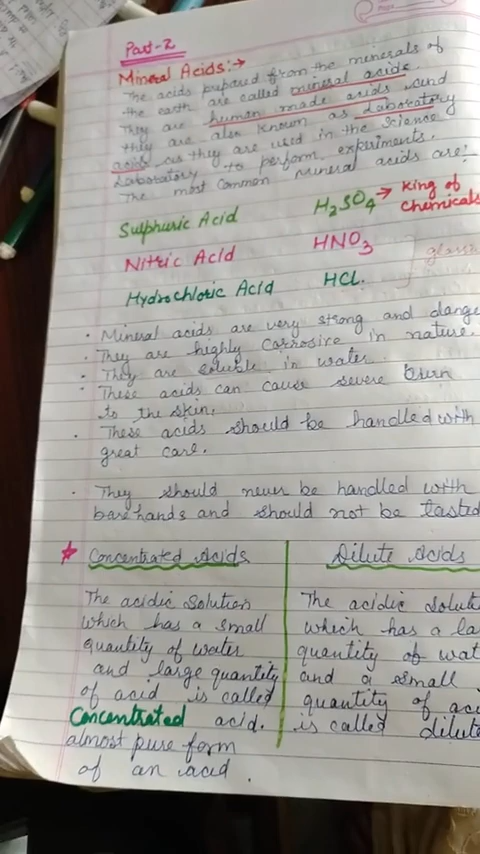 Part-2
Mineral Acids:→
The acids prepared from the minerals of
the earth are called mineral acids.
They are human made acids and
they are also known as Laboratory
acids as they are used in the Science
Laboratory to perform experiments.
The most common mineral acids are:
Sulphuric Acid H₂SO₄ → King of
Chemicals
Nitric Acid HNO₃
Hydrochloric Acid HCl.
· Mineral acids are very strong and dange
· They are highly corrosive in nature.
· They are soluble in water.
· These acids can cause severe burn
to the skin.
· These acids should be handled with
great care.
· They should never be handled with
barehands and should not be tasted
★ Concentrated Acids
The acidic solution
which has a small
quantity of water
and large quantity
of acid is called
Concentrated acid.
almost pure form
of an acid.
Dilute Acids
The acidic solute
which has a la
quantity of wat
and a small
quantity of aci
is called dilute